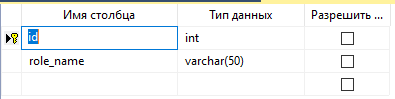 Имя столбца Тип данных Разрешить ...
id int
role_name varchar(50)